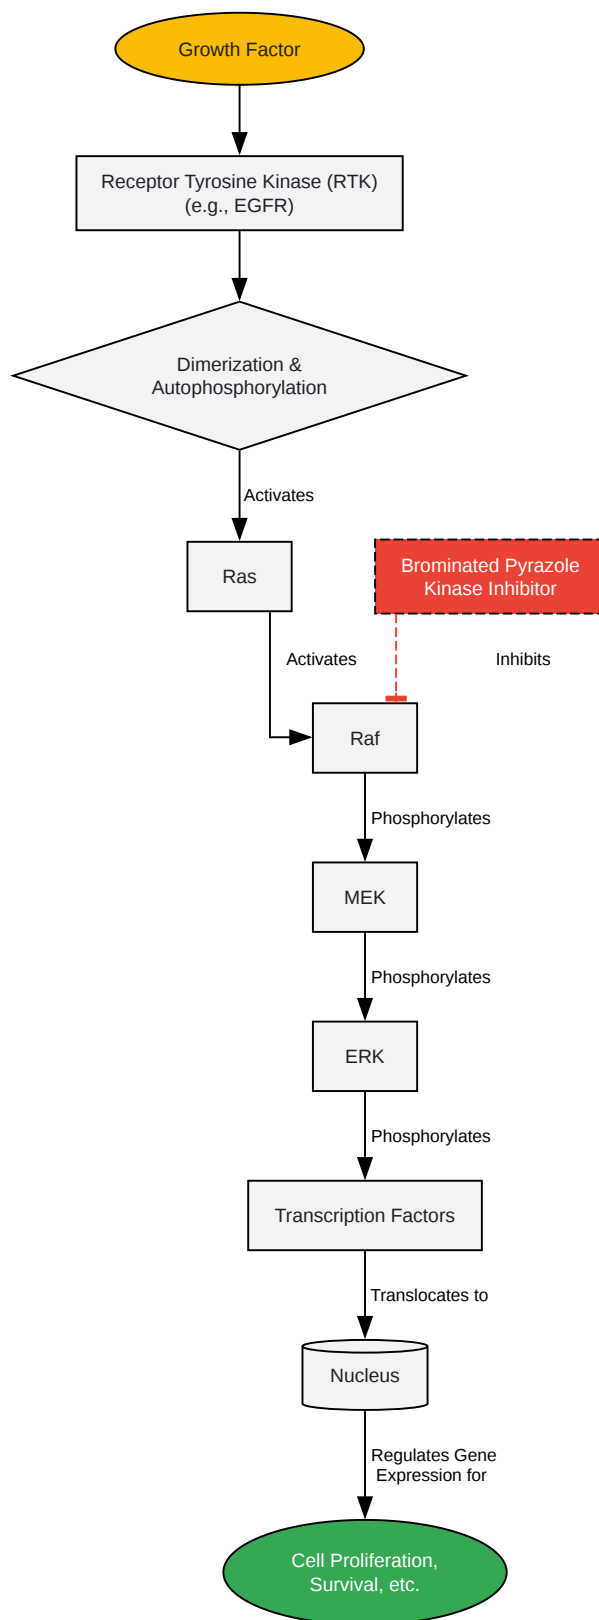 Growth Factor
Receptor Tyrosine Kinase (RTK)
(e.g., EGFR)
Dimerization &
Autophosphorylation
Activates
Ras
Brominated Pyrazole
Kinase Inhibitor
Activates
Inhibits
Raf
Phosphorylates
MEK
Phosphorylates
ERK
Phosphorylates
Transcription Factors
Translocates to
Nucleus
Regulates Gene
Expression for
Cell Proliferation,
Survival, etc.